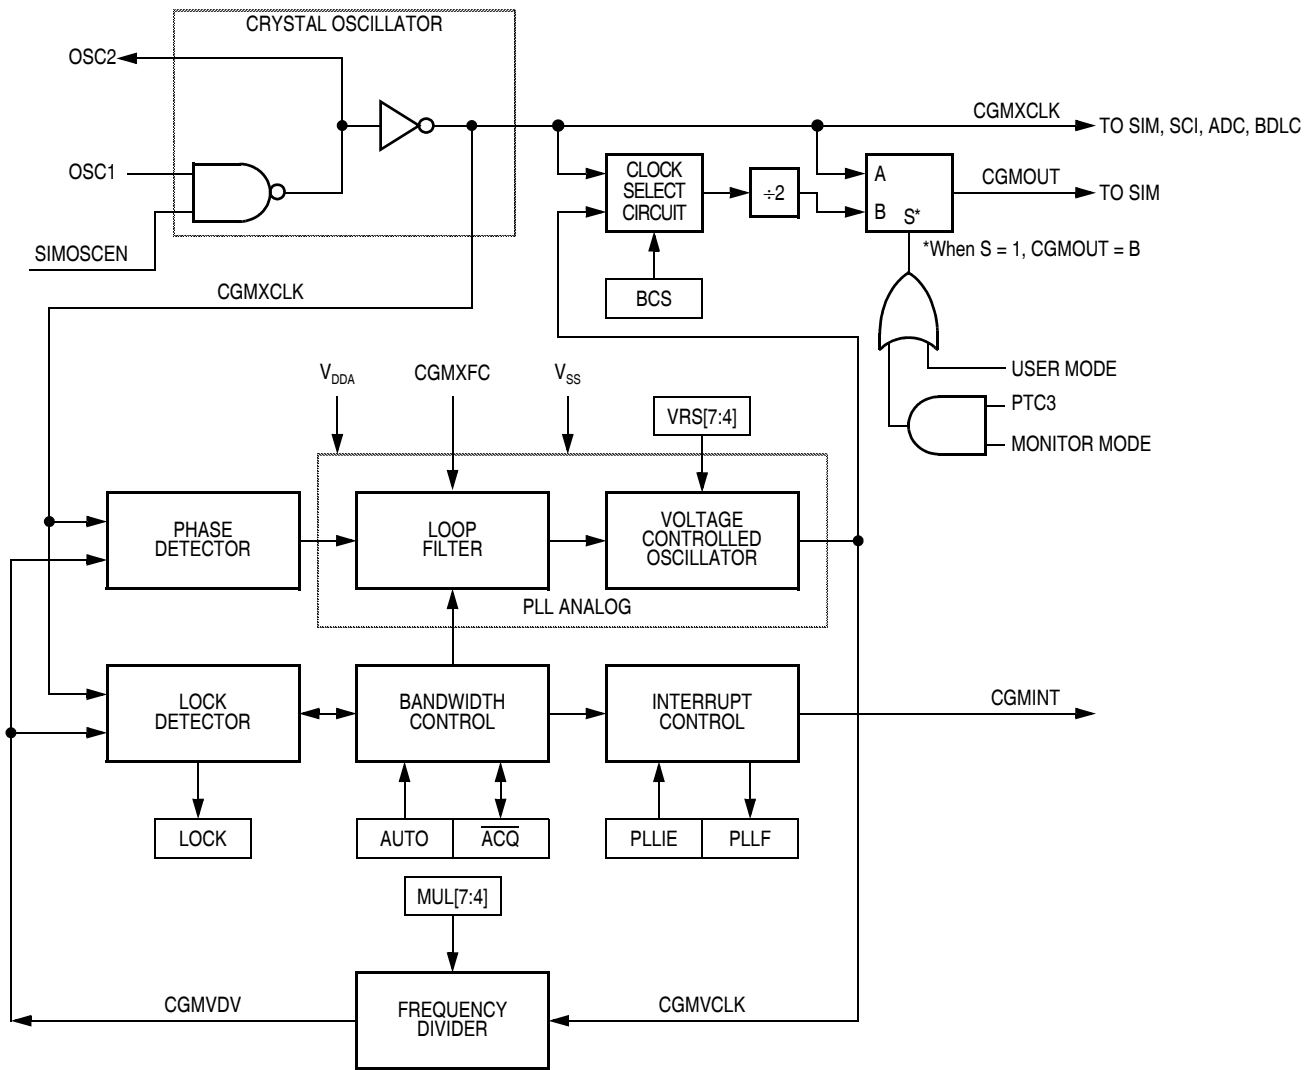 CRYSTAL OSCILLATOR
OSC2
CGMXCLK
TO SIM, SCI, ADC, BDLC
OSC1
CLOCK
SELECT
CIRCUIT
÷2
A
B
S*
CGMOUT
TO SIM
*When S = 1, CGMOUT = B
SIMOSCEN
CGMXCLK
BCS
USER MODE
PTC3
MONITOR MODE
VDDA
CGMXFC
VSS
VRS[7:4]
PHASE
DETECTOR
LOOP
FILTER
VOLTAGE
CONTROLLED
OSCILLATOR
PLL ANALOG
LOCK
DETECTOR
BANDWIDTH
CONTROL
INTERRUPT
CONTROL
CGMINT
LOCK
AUTO
A̅C̅Q̅
PLLIE
PLLF
MUL[7:4]
CGMVDV
FREQUENCY
DIVIDER
CGMVCLK